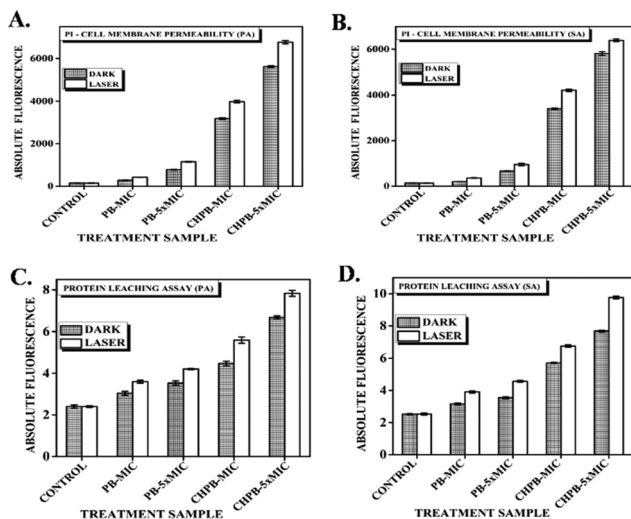 A.
PI - CELL MEMBRANE PERMEABILITY (PA)
DARK
LASER
ABSOLUTE FLUORESCENCE
6000
4000
2000
0
CONTROL
PB-MIC
PB-5xMIC
CHPB-MIC
CHPB-5xMIC
TREATMENT SAMPLE
B.
PI - CELL MEMBRANE PERMEABILITY (SA)
DARK
LASER
ABSOLUTE FLUORESCENCE
6000
4000
2000
0
CONTROL
PB-MIC
PB-5xMIC
CHPB-MIC
CHPB-5xMIC
TREATMENT SAMPLE
C.
PROTEIN LEACHING ASSAY (PA)
DARK
LASER
ABSOLUTE FLUORESCENCE
8
6
4
2
0
CONTROL
PB-MIC
PB-5xMIC
CHPB-MIC
CHPB-5xMIC
TREATMENT SAMPLE
D.
PROTEIN LEACHING ASSAY (SA)
DARK
LASER
ABSOLUTE FLUORESCENCE
10
8
6
4
2
0
CONTROL
PB-MIC
PB-5xMIC
CHPB-MIC
CHPB-5xMIC
TREATMENT SAMPLE